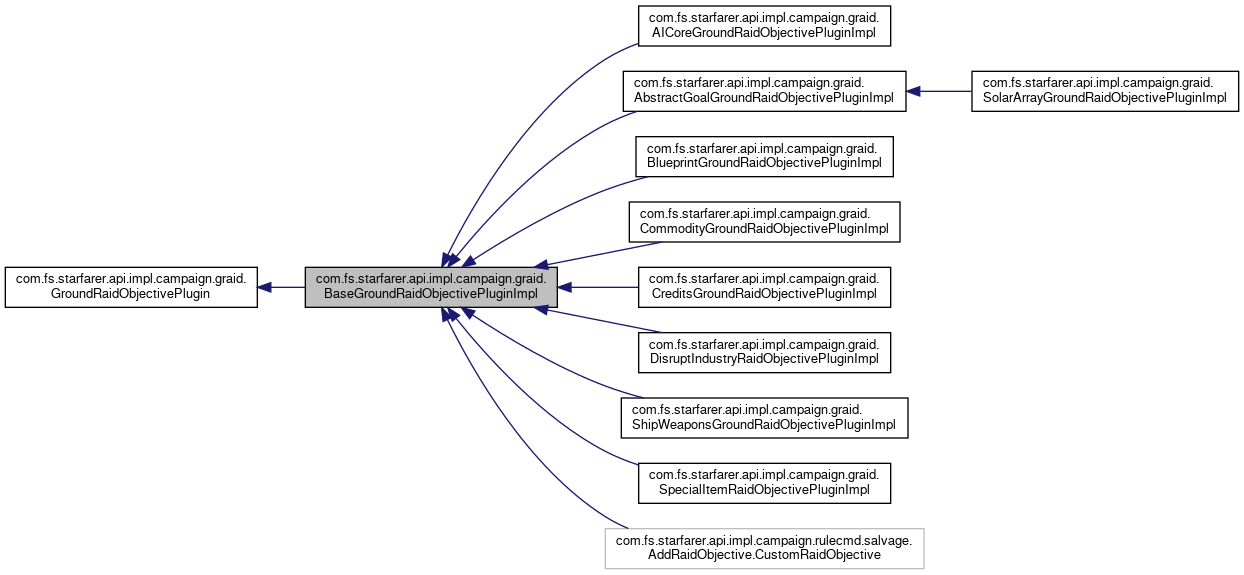 com.fs.starfarer.api.impl.campaign.graid.
AICoreGroundRaidObjectivePluginImpl
com.fs.starfarer.api.impl.campaign.graid.
AbstractGoalGroundRaidObjectivePluginImpl
com.fs.starfarer.api.impl.campaign.graid.
SolarArrayGroundRaidObjectivePluginImpl
com.fs.starfarer.api.impl.campaign.graid.
BlueprintGroundRaidObjectivePluginImpl
com.fs.starfarer.api.impl.campaign.graid.
CommodityGroundRaidObjectivePluginImpl
com.fs.starfarer.api.impl.campaign.graid.
GroundRaidObjectivePlugin
com.fs.starfarer.api.impl.campaign.graid.
BaseGroundRaidObjectivePluginImpl
com.fs.starfarer.api.impl.campaign.graid.
CreditsGroundRaidObjectivePluginImpl
com.fs.starfarer.api.impl.campaign.graid.
DisruptIndustryRaidObjectivePluginImpl
com.fs.starfarer.api.impl.campaign.graid.
ShipWeaponsGroundRaidObjectivePluginImpl
com.fs.starfarer.api.impl.campaign.graid.
SpecialItemRaidObjectivePluginImpl
com.fs.starfarer.api.impl.campaign.rulecmd.salvage.
AddRaidObjective.CustomRaidObjective